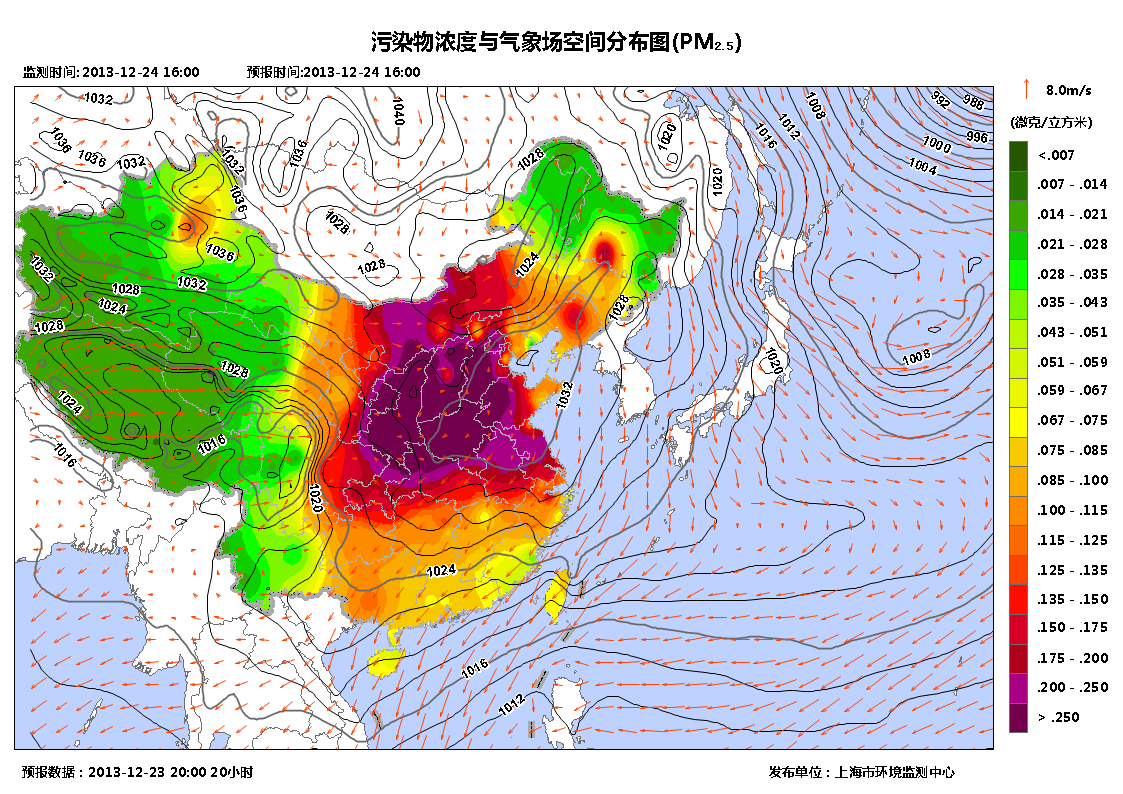 污染物浓度与气象场空间分布图(PM2.5)
监测时间:2013-12-24 16:00 预报时间:2013-12-24 16:00
8.0m/s
(微克/立方米)
<.007
.007 - .014
.014 - .021
.021 - .028
.028 - .035
.035 - .043
.043 - .051
.051 - .059
.059 - .067
.067 - .075
.075 - .085
.085 - .100
.100 - .115
.115 - .125
.125 - .135
.135 - .150
.150 - .175
.175 - .200
.200 - .250
> .250
1032
1040
1008
992
988
1036
1036
1032
1032
1036
1028
1020
1016
1012
996
1000
1004
1020
1036
1028
1036
1028
1024
1032
1028
1032
1024
1028
1028
1008
1028
1020
1024
1032
1016
1016
1020
1024
1016
1012
预报数据：2013-12-23 20:00 20小时
发布单位：上海市环境监测中心